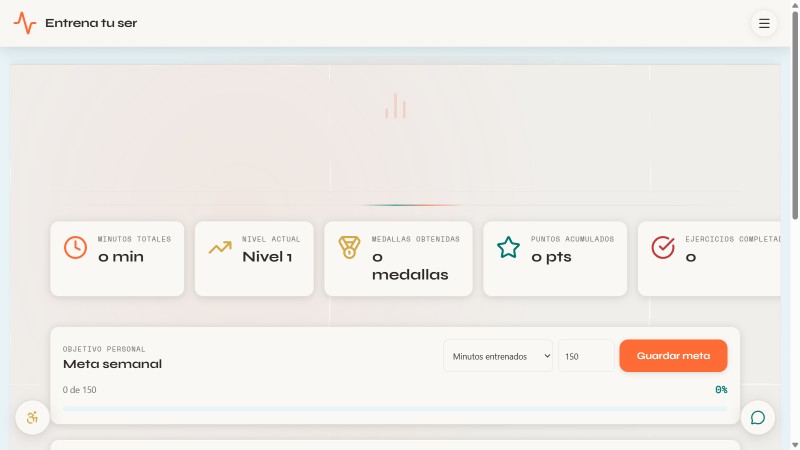 Entrena tu ser
MINUTOS TOTALES
0 min
NIVEL ACTUAL
Nivel 1
MEDALLAS OBTENIDAS
0
medallas
PUNTOS ACUMULADOS
0 pts
EJERCICIOS COMPLETAD
0
OBJETIVO PERSONAL
Meta semanal
Minutos entrenados
150
Guardar meta
0 de 150
0%